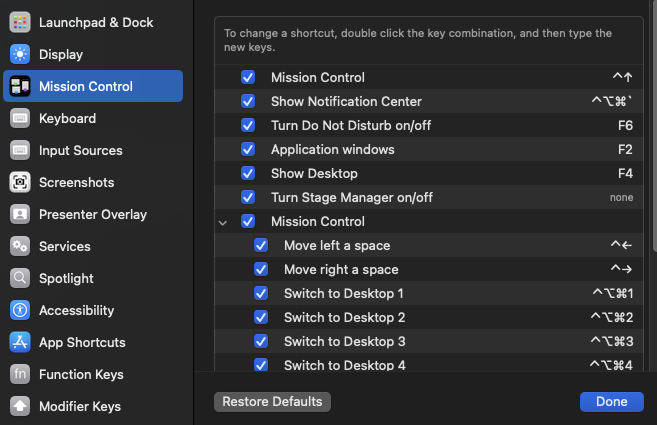 Launchpad & Dock
Display
Mission Control
Keyboard
Input Sources
Screenshots
Presenter Overlay
Services
Spotlight
Accessibility
App Shortcuts
fn Function Keys
Modifier Keys
To change a shortcut, double click the key combination, and then type the
new keys.
Mission Control ^↑
Show Notification Center ^⌥⌘`
Turn Do Not Disturb on/off F6
Application windows F2
Show Desktop F4
Turn Stage Manager on/off none
Mission Control
Move left a space ^←
Move right a space ^→
Switch to Desktop 1 ^⌥⌘1
Switch to Desktop 2 ^⌥⌘2
Switch to Desktop 3 ^⌥⌘3
Switch to Desktop 4 ^⌥⌘4
Restore Defaults
Done